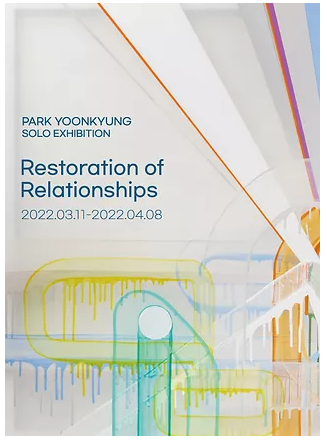 PARK YOONKYUNG
SOLO EXHIBITION
Restoration of
Relationships
2022.03.11-2022.04.08